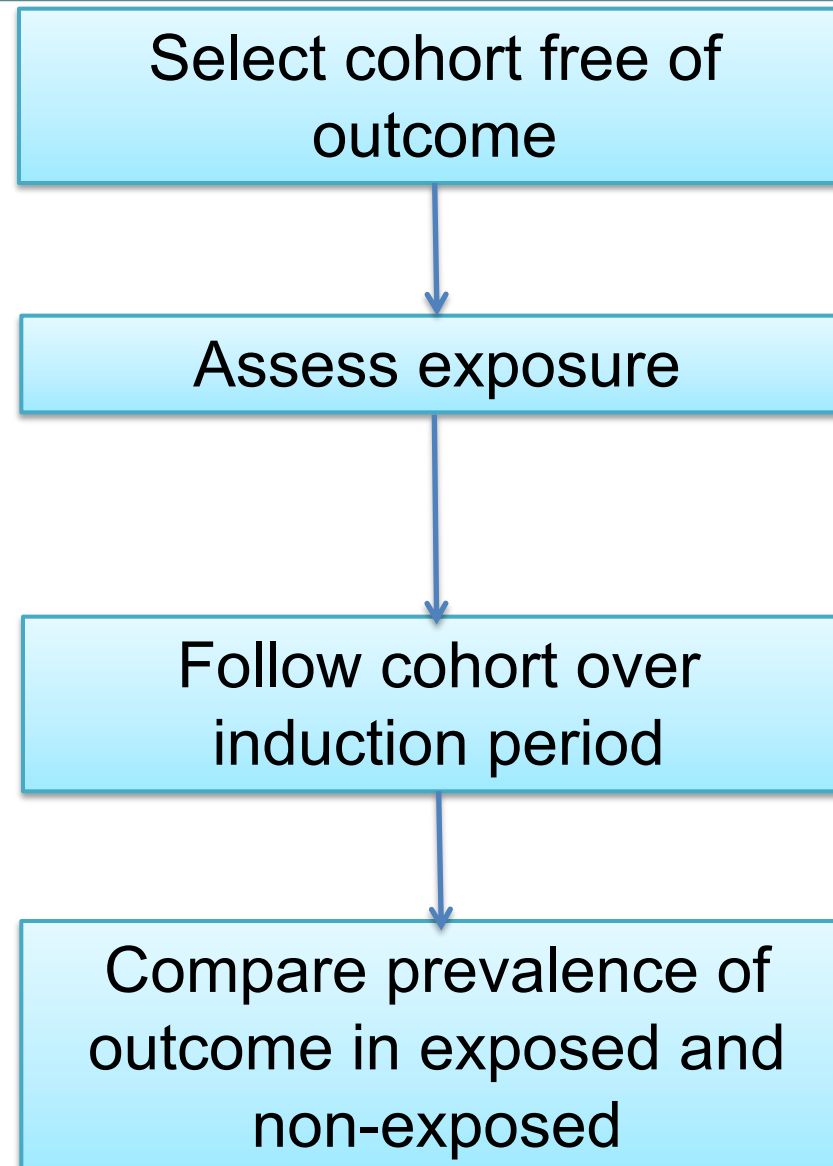 Select cohort free of
outcome
Assess exposure
Follow cohort over
induction period
Compare prevalence of
outcome in exposed and
non-exposed